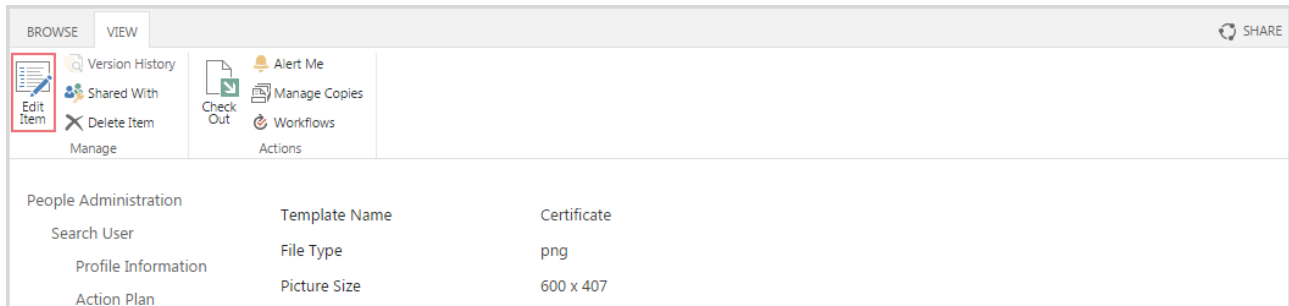 BROWSE VIEW SHARE
Edit Item
Version History
Shared With
Delete Item
Manage
Check Out
Alert Me
Manage Copies
Workflows
Actions
People Administration
Search User
Profile Information
Action Plan
Template Name Certificate
File Type png
Picture Size 600 x 407